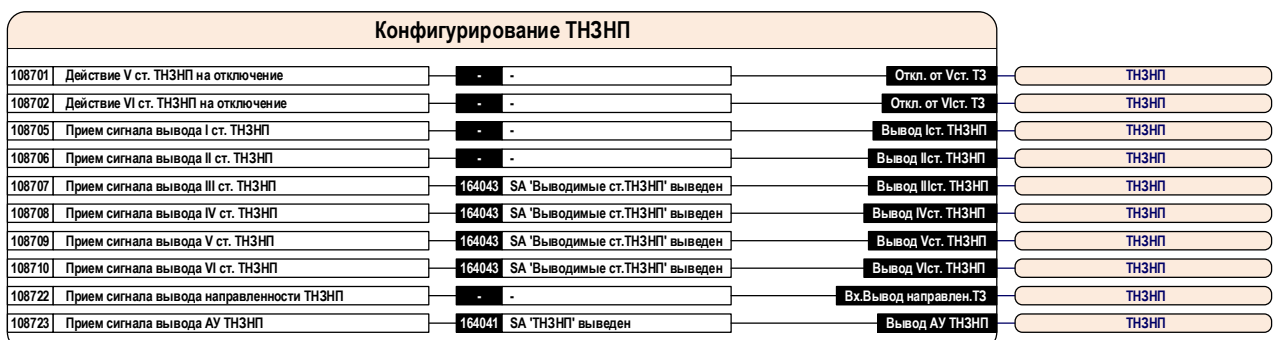 Конфигурирование ТНЗНП
108701 Действие V ст. ТНЗНП на отключение - - Откл. от Vст. ТЗ ТНЗНП
108702 Действие VI ст. ТНЗНП на отключение - - Откл. от VIст. ТЗ ТНЗНП
108705 Прием сигнала вывода I ст. ТНЗНП - - Вывод Iст. ТНЗНП ТНЗНП
108706 Прием сигнала вывода II ст. ТНЗНП - - Вывод IIст. ТНЗНП ТНЗНП
108707 Прием сигнала вывода III ст. ТНЗНП 164043 SA 'Выводимые ст.ТНЗНП' выведен Вывод IIIст. ТНЗНП ТНЗНП
108708 Прием сигнала вывода IV ст. ТНЗНП 164043 SA 'Выводимые ст.ТНЗНП' выведен Вывод IVст. ТНЗНП ТНЗНП
108709 Прием сигнала вывода V ст. ТНЗНП 164043 SA 'Выводимые ст.ТНЗНП' выведен Вывод Vст. ТНЗНП ТНЗНП
108710 Прием сигнала вывода VI ст. ТНЗНП 164043 SA 'Выводимые ст.ТНЗНП' выведен Вывод VIст. ТНЗНП ТНЗНП
108722 Прием сигнала вывода направленности ТНЗНП - - Вх.Вывод направлен.ТЗ ТНЗНП
108723 Прием сигнала вывода АУ ТНЗНП 164041 SA 'ТНЗНП' выведен Вывод АУ ТНЗНП ТНЗНП